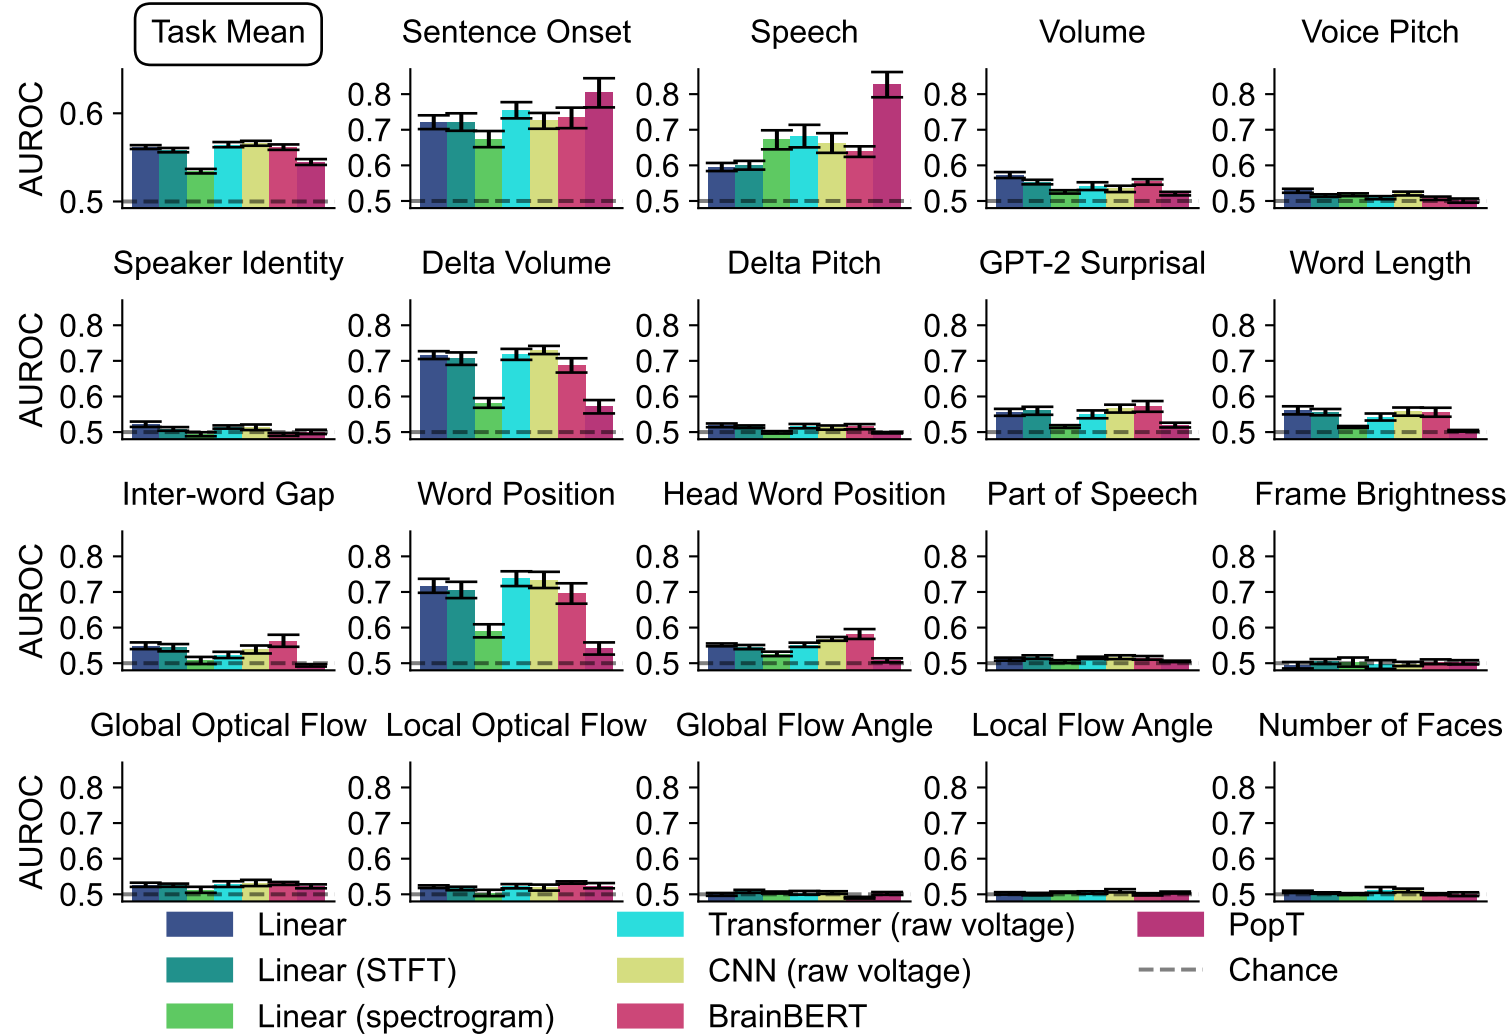 Task Mean
Sentence Onset
Speech
Volume
Voice Pitch
AUROC
0.6
0.5
0.8
0.7
0.6
0.5
0.8
0.7
0.6
0.5
0.8
0.7
0.6
0.5
0.8
0.7
0.6
0.5
Speaker Identity
Delta Volume
Delta Pitch
GPT-2 Surprisal
Word Length
AUROC
0.8
0.7
0.6
0.5
0.8
0.7
0.6
0.5
0.8
0.7
0.6
0.5
0.8
0.7
0.6
0.5
0.8
0.7
0.6
0.5
Inter-word Gap
Word Position
Head Word Position
Part of Speech
Frame Brightness
AUROC
0.8
0.7
0.6
0.5
0.8
0.7
0.6
0.5
0.8
0.7
0.6
0.5
0.8
0.7
0.6
0.5
0.8
0.7
0.6
0.5
Global Optical Flow
Local Optical Flow
Global Flow Angle
Local Flow Angle
Number of Faces
AUROC
0.8
0.7
0.6
0.5
0.8
0.7
0.6
0.5
0.8
0.7
0.6
0.5
0.8
0.7
0.6
0.5
0.8
0.7
0.6
0.5
Linear
Linear (STFT)
Linear (spectrogram)
Transformer (raw voltage)
CNN (raw voltage)
BrainBERT
PopT
Chance